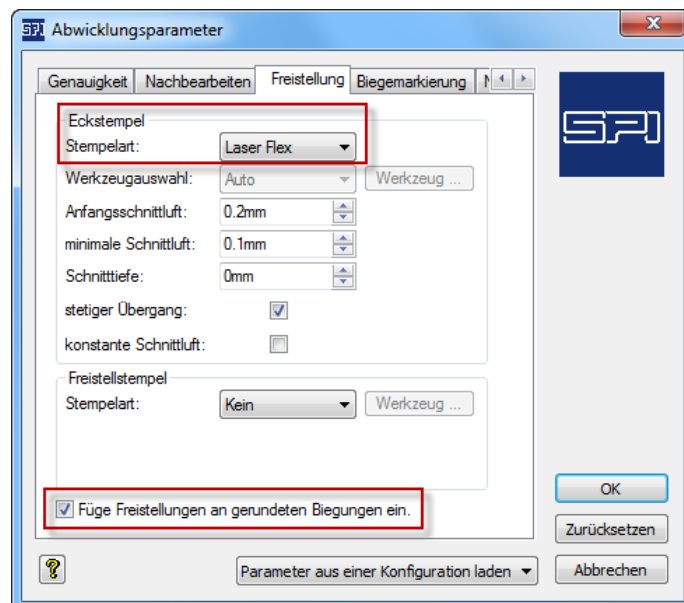 SPI Abwicklungsparameter
Genauigkeit Nachbearbeiten Freistellung Biegemarkierung
SPI
Eckstempel
Stempelart: Laser Flex
Werkzeugauswahl: Auto Werkzeug ...
Anfangsschnittluft: 0.2mm
minimale Schnittluft: 0.1mm
Schnitttiefe: 0mm
stetiger Übergang:
konstante Schnittluft:
Freistellstempel
Stempelart: Kein Werkzeug ...
Füge Freistellungen an gerundeten Biegungen ein.
OK
Zurücksetzen
? Parameter aus einer Konfiguration laden Abbrechen